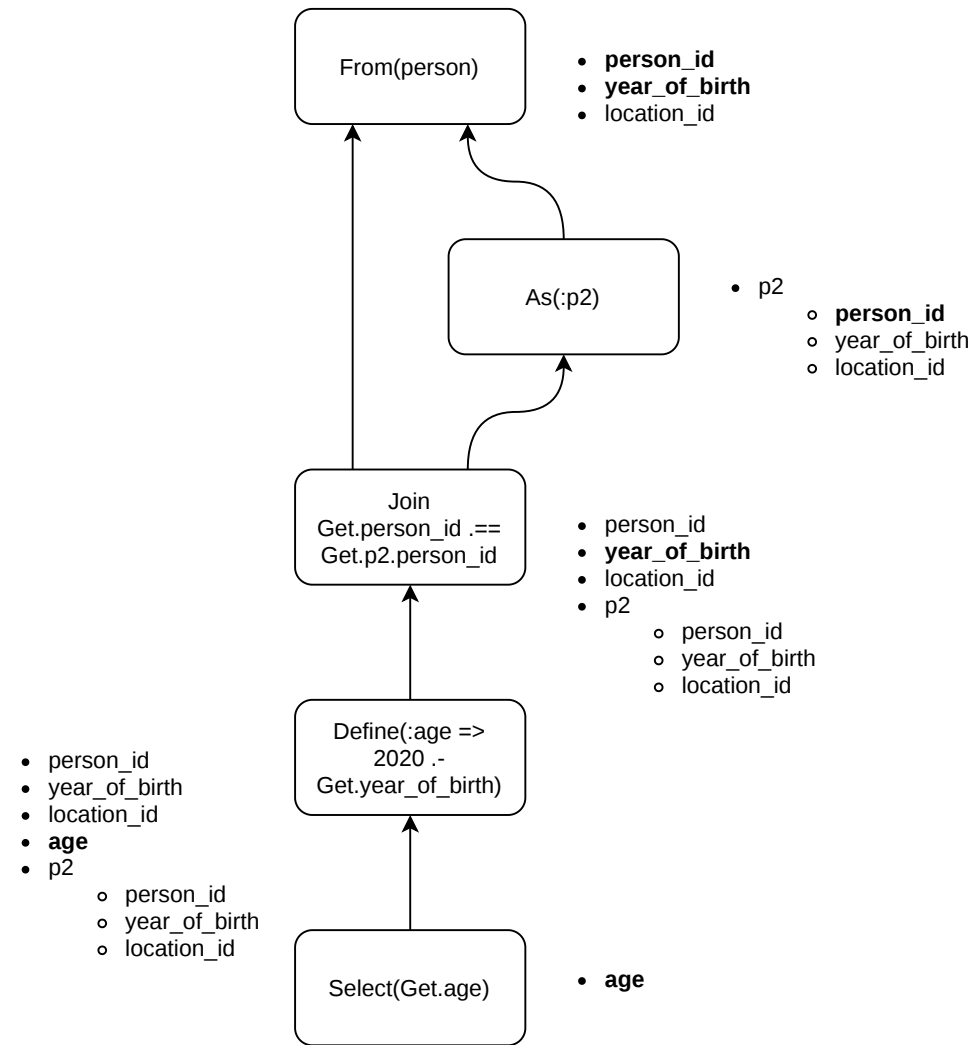 From(person)
person_id
year_of_birth
location_id
As(:p2)
p2
person_id
year_of_birth
location_id
Join
Get.person_id .==
Get.p2.person_id
person_id
year_of_birth
location_id
p2
person_id
year_of_birth
location_id
Define(:age =>
2020 .-
Get.year_of_birth)
person_id
year_of_birth
location_id
age
p2
person_id
year_of_birth
location_id
Select(Get.age)
age